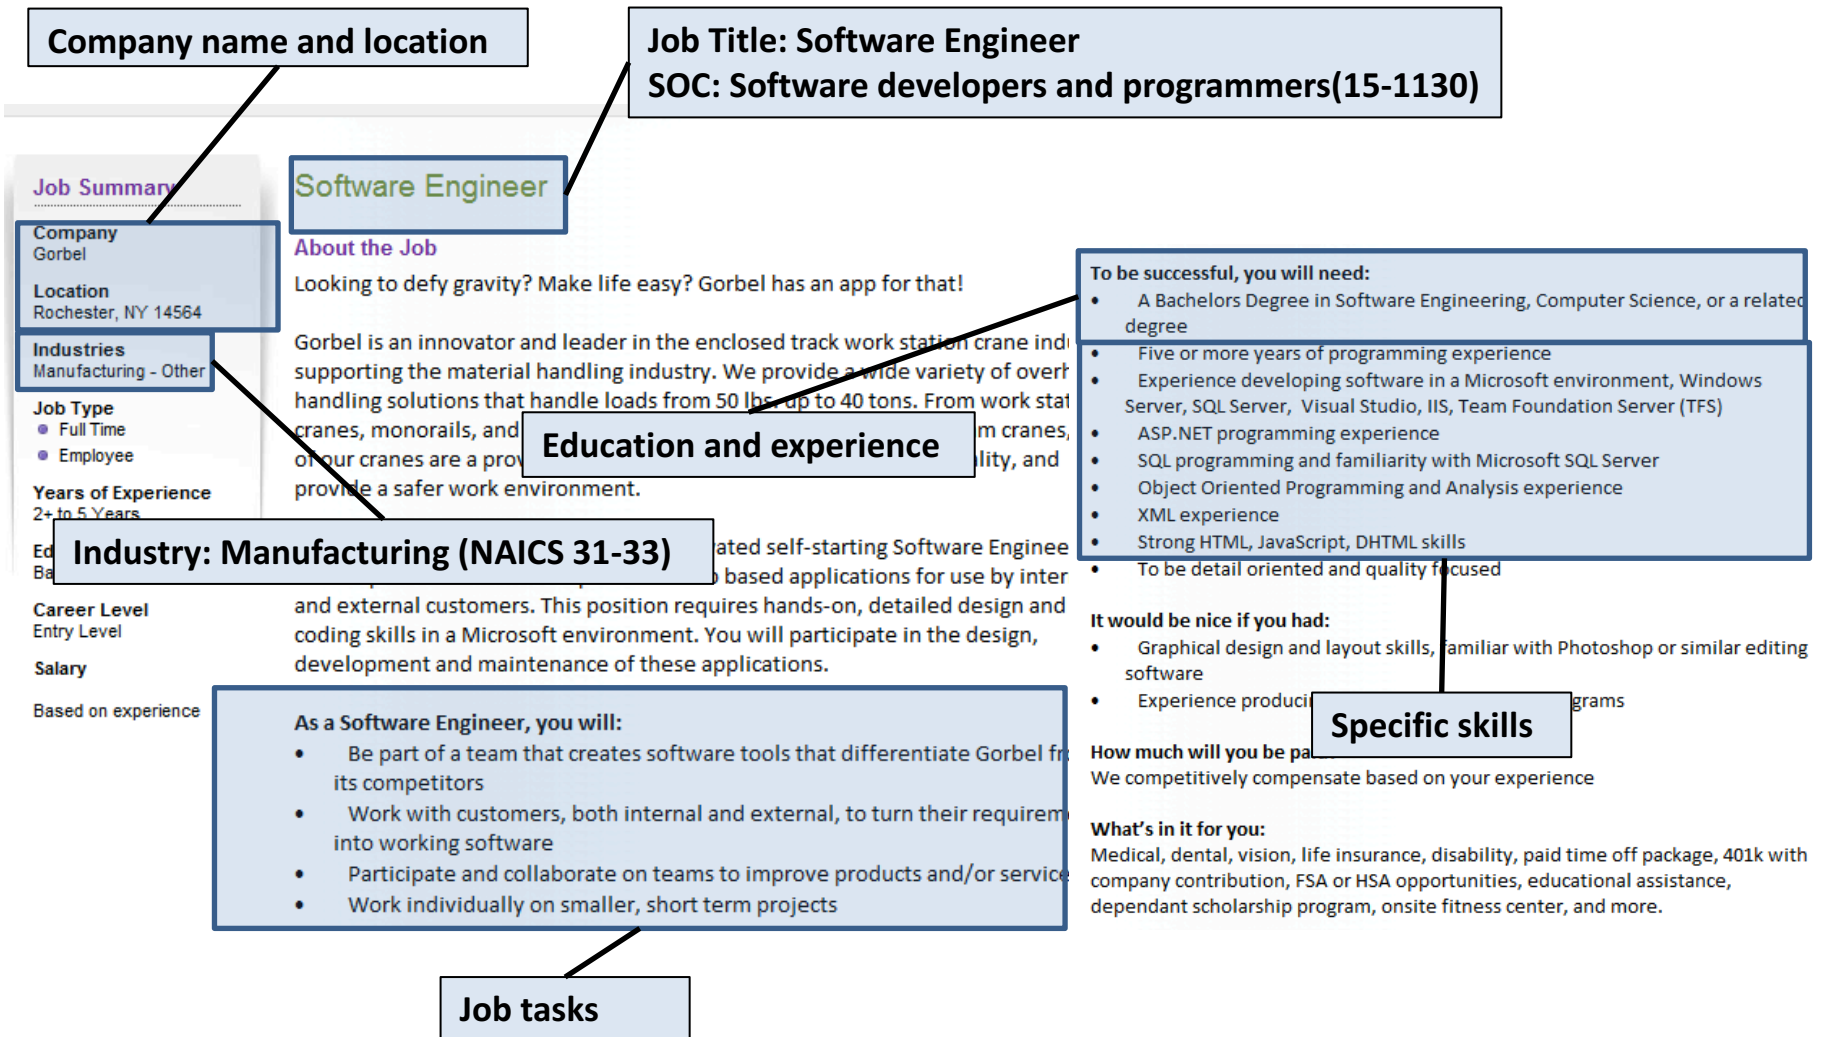 Company name and location
Job Title: Software Engineer
SOC: Software developers and programmers(15-1130)
Job Summary
Company
Gorbel
Location
Rochester, NY 14564
Industries
Manufacturing - Other
Job Type
Full Time
Employee
Years of Experience
2+ to 5 Years
Industry: Manufacturing (NAICS 31-33)
Career Level
Entry Level
Salary
Based on experience
Software Engineer
About the Job
Looking to defy gravity? Make life easy? Gorbel has an app for that!
Gorbel is an innovator and leader in the enclosed track work station crane
supporting the material handling industry. We provide a wide variety of
handling solutions that handle loads from 50 lbs. up to 40 tons. From work
cranes, monorails, and m cranes,
of our cranes are a and
provide a safer work environment.
Education and experience
self-starting Software
based applications for use by
and external customers. This position requires hands-on, detailed design and
coding skills in a Microsoft environment. You will participate in the design,
development and maintenance of these applications.
As a Software Engineer, you will:
• Be part of a team that creates software tools that differentiate Gorbel
its competitors
• Work with customers, both internal and external, to turn their
into working software
• Participate and collaborate on teams to improve products and/or service
• Work individually on smaller, short term projects
Job tasks
To be successful, you will need:
• A Bachelors Degree in Software Engineering, Computer Science, or a related
degree
• Five or more years of programming experience
• Experience developing software in a Microsoft environment, Windows
Server, SQL Server, Visual Studio, IIS, Team Foundation Server (TFS)
• ASP.NET programming experience
• SQL programming and familiarity with Microsoft SQL Server
• Object Oriented Programming and Analysis experience
• XML experience
• Strong HTML, JavaScript, DHTML skills
• To be detail oriented and quality focused
It would be nice if you had:
• Graphical design and layout skills, familiar with Photoshop or similar editing
software
• Experience
Specific skills
How much will you be
We competitively compensate based on your experience
What's in it for you:
Medical, dental, vision, life insurance, disability, paid time off package, 401k with
company contribution, FSA or HSA opportunities, educational assistance,
dependant scholarship program, onsite fitness center, and more.